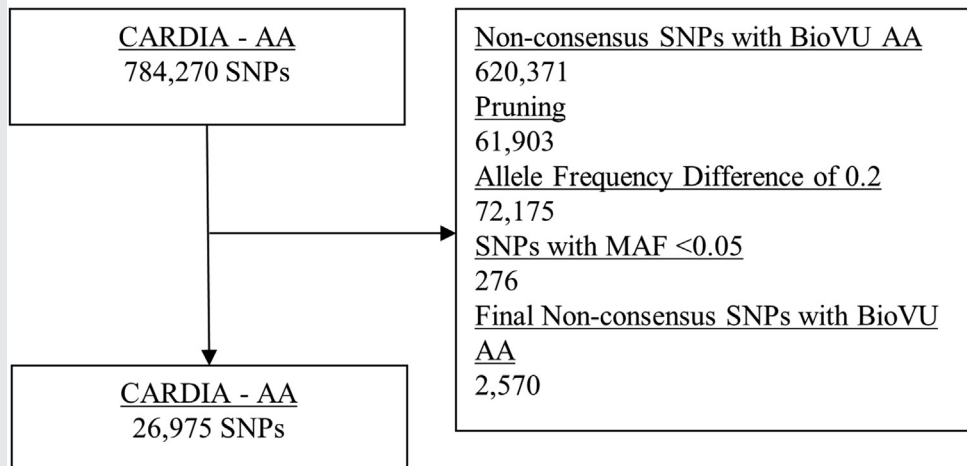 CARDIA - AA
784,270 SNPs
Non-consensus SNPs with BioVU AA
620,371
Pruning
61,903
Allele Frequency Difference of 0.2
72,175
SNPs with MAF <0.05
276
Final Non-consensus SNPs with BioVU
AA
2,570
CARDIA - AA
26,975 SNPs